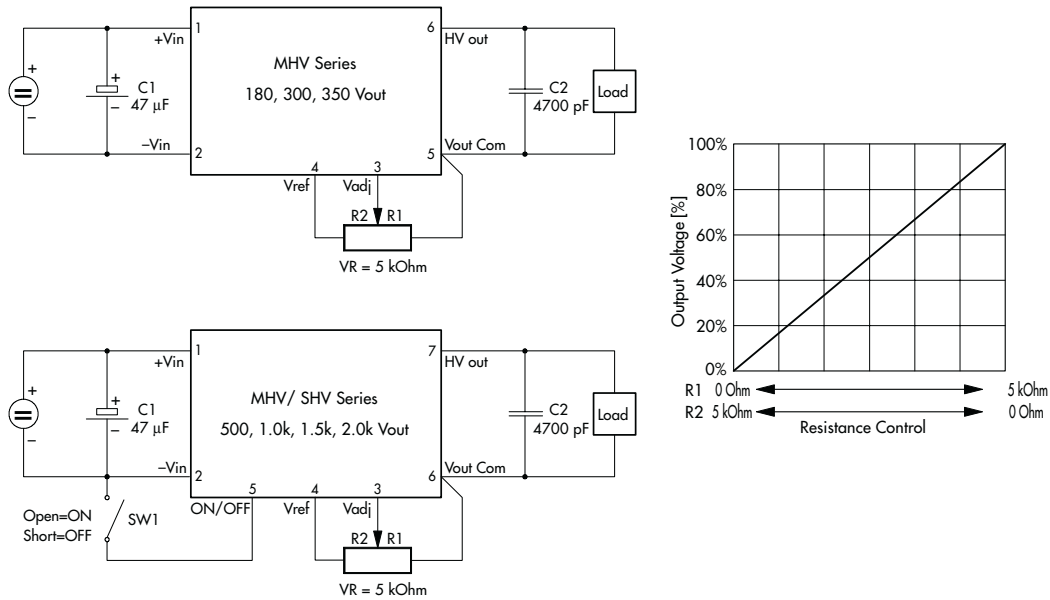 +Vin
1
MHV Series
180, 300, 350 Vout
6
HV out
+
–
+
–
C1
47 µF
C2
4700 pF
Load
–Vin
2
4
3
5
Vout Com
Vref
Vadj
R2
R1
VR = 5 kOhm
+Vin
1
MHV/ SHV Series
500, 1.0k, 1.5k, 2.0k Vout
7
HV out
+
–
+
–
C1
47 µF
C2
4700 pF
Load
–Vin
2
5
4
3
6
Vout Com
ON/OFF
Vref
Vadj
Open=ON
Short=OFF
SW1
R2
R1
VR = 5 kOhm
Output Voltage [%]
100%
80%
60%
40%
20%
0%
R1 0 Ohm 5 kOhm
R2 5 kOhm 0 Ohm
Resistance Control